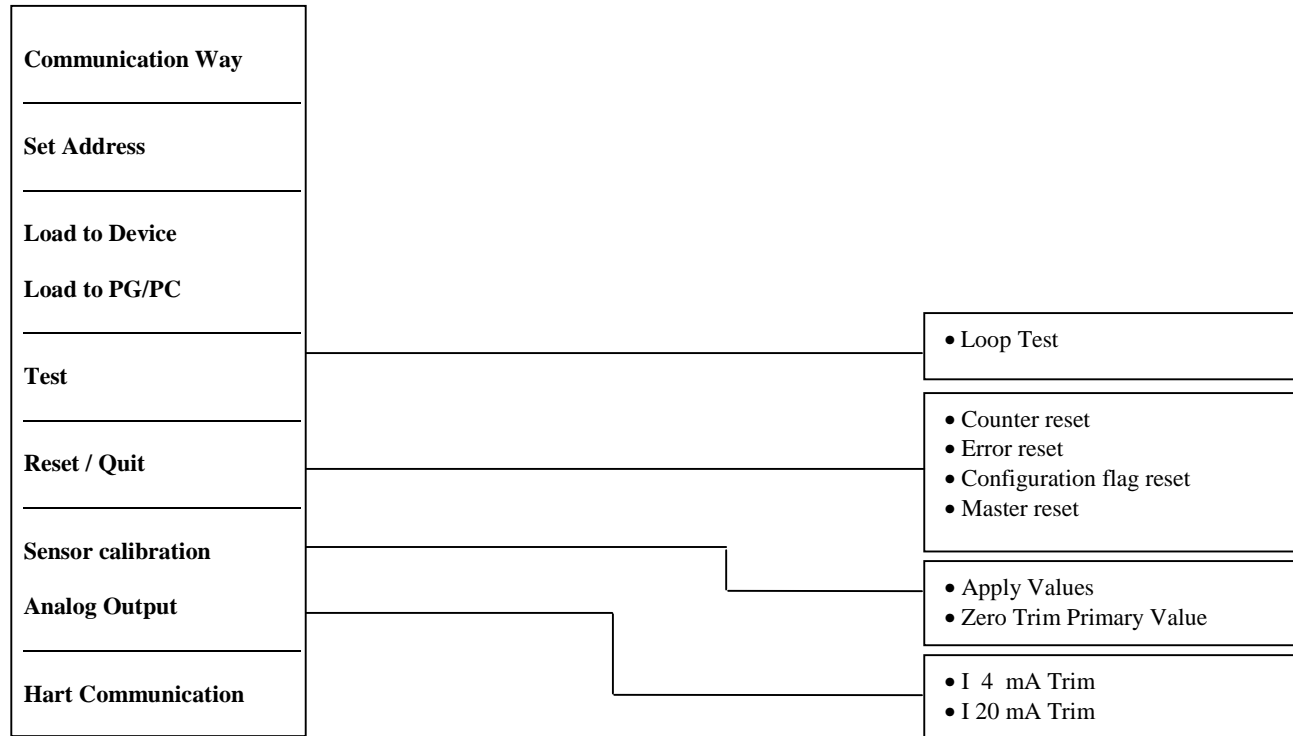 Communication Way
Set Address
Load to Device
Load to PG/PC
Test
Reset / Quit
Sensor calibration
Analog Output
Hart Communication
• Loop Test
• Counter reset
• Error reset
• Configuration flag reset
• Master reset
• Apply Values
• Zero Trim Primary Value
• I 4 mA Trim
• I 20 mA Trim